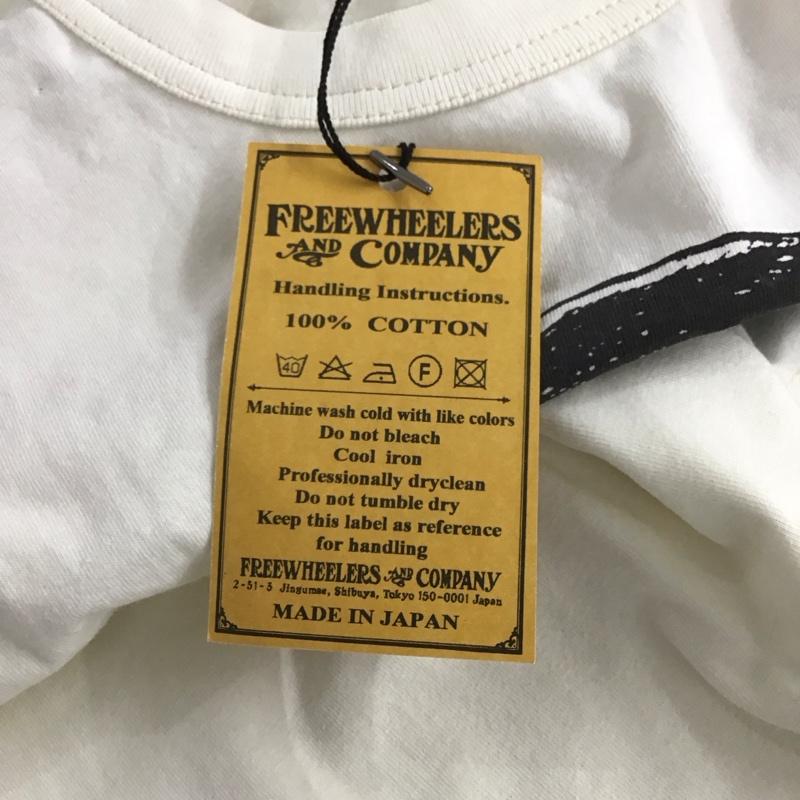 FREEWHEELERS
AND COMPANY
Handling Instructions.
100% COTTON
40 F
Machine wash cold with like colors
Do not bleach
Cool iron
Professionally dryclean
Do not tumble dry
Keep this label as reference
for handling
FREEWHEELERS AND COMPANY
2-51-3 Jingumae, Shibuya, Tokyo 150-0001 Japan
MADE IN JAPAN